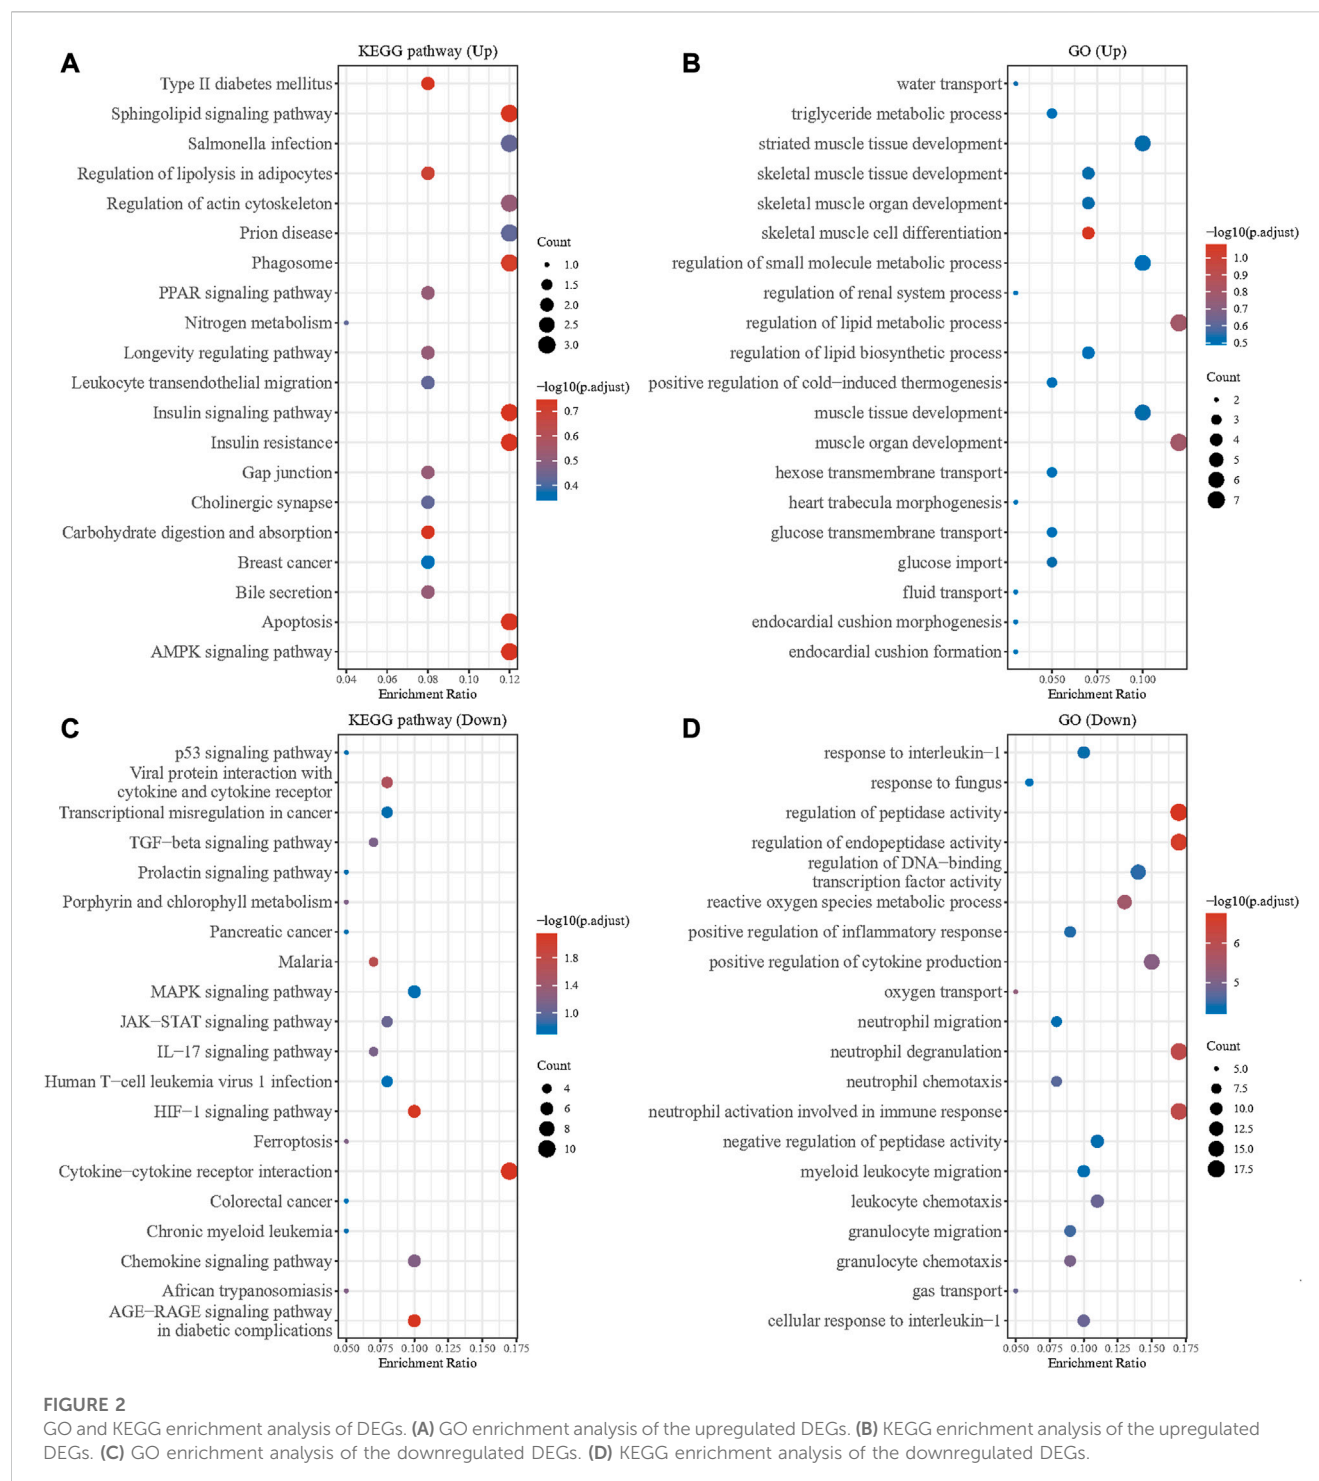 A
KEGG pathway (Up)
Type II diabetes mellitus
Sphingolipid signaling pathway
Salmonella infection
Regulation of lipolysis in adipocytes
Regulation of actin cytoskeleton
Prion disease
Phagosome
PPAR signaling pathway
Nitrogen metabolism
Longevity regulating pathway
Leukocyte transendothelial migration
Insulin signaling pathway
Insulin resistance
Gap junction
Cholinergic synapse
Carbohydrate digestion and absorption
Breast cancer
Bile secretion
Apoptosis
AMPK signaling pathway
0.04 0.06 0.08 0.10 0.12
Enrichment Ratio
Count
1.0
1.5
2.0
2.5
3.0
−log10(p.adjust)
0.7
0.6
0.5
0.4
B
GO (Up)
water transport
triglyceride metabolic process
striated muscle tissue development
skeletal muscle tissue development
skeletal muscle organ development
skeletal muscle cell differentiation
regulation of small molecule metabolic process
regulation of renal system process
regulation of lipid metabolic process
regulation of lipid biosynthetic process
positive regulation of cold−induced thermogenesis
muscle tissue development
muscle organ development
hexose transmembrane transport
heart trabecula morphogenesis
glucose transmembrane transport
glucose import
fluid transport
endocardial cushion morphogenesis
endocardial cushion formation
0.050 0.075 0.100
Enrichment Ratio
−log10(p.adjust)
1.0
0.9
0.8
0.7
0.6
0.5
Count
2
3
4
5
6
7
C
KEGG pathway (Down)
p53 signaling pathway
Viral protein interaction with
cytokine and cytokine receptor
Transcriptional misregulation in cancer
TGF−beta signaling pathway
Prolactin signaling pathway
Porphyrin and chlorophyll metabolism
Pancreatic cancer
Malaria
MAPK signaling pathway
JAK−STAT signaling pathway
IL−17 signaling pathway
Human T−cell leukemia virus 1 infection
HIF−1 signaling pathway
Ferroptosis
Cytokine−cytokine receptor interaction
Colorectal cancer
Chronic myeloid leukemia
Chemokine signaling pathway
African trypanosomiasis
AGE−RAGE signaling pathway
in diabetic complications
0.050 0.075 0.100 0.125 0.150 0.175
Enrichment Ratio
−log10(p.adjust)
1.8
1.4
1.0
Count
4
6
8
10
D
GO (Down)
response to interleukin−1
response to fungus
regulation of peptidase activity
regulation of endopeptidase activity
regulation of DNA−binding
transcription factor activity
reactive oxygen species metabolic process
positive regulation of inflammatory response
positive regulation of cytokine production
oxygen transport
neutrophil migration
neutrophil degranulation
neutrophil chemotaxis
neutrophil activation involved in immune response
negative regulation of peptidase activity
myeloid leukocyte migration
leukocyte chemotaxis
granulocyte migration
granulocyte chemotaxis
gas transport
cellular response to interleukin−1
0.050 0.075 0.100 0.125 0.150 0.175
Enrichment Ratio
−log10(p.adjust)
6
5
Count
5.0
7.5
10.0
12.5
15.0
17.5
FIGURE 2
GO and KEGG enrichment analysis of DEGs. (A) GO enrichment analysis of the upregulated DEGs. (B) KEGG enrichment analysis of the upregulated
DEGs. (C) GO enrichment analysis of the downregulated DEGs. (D) KEGG enrichment analysis of the downregulated DEGs.